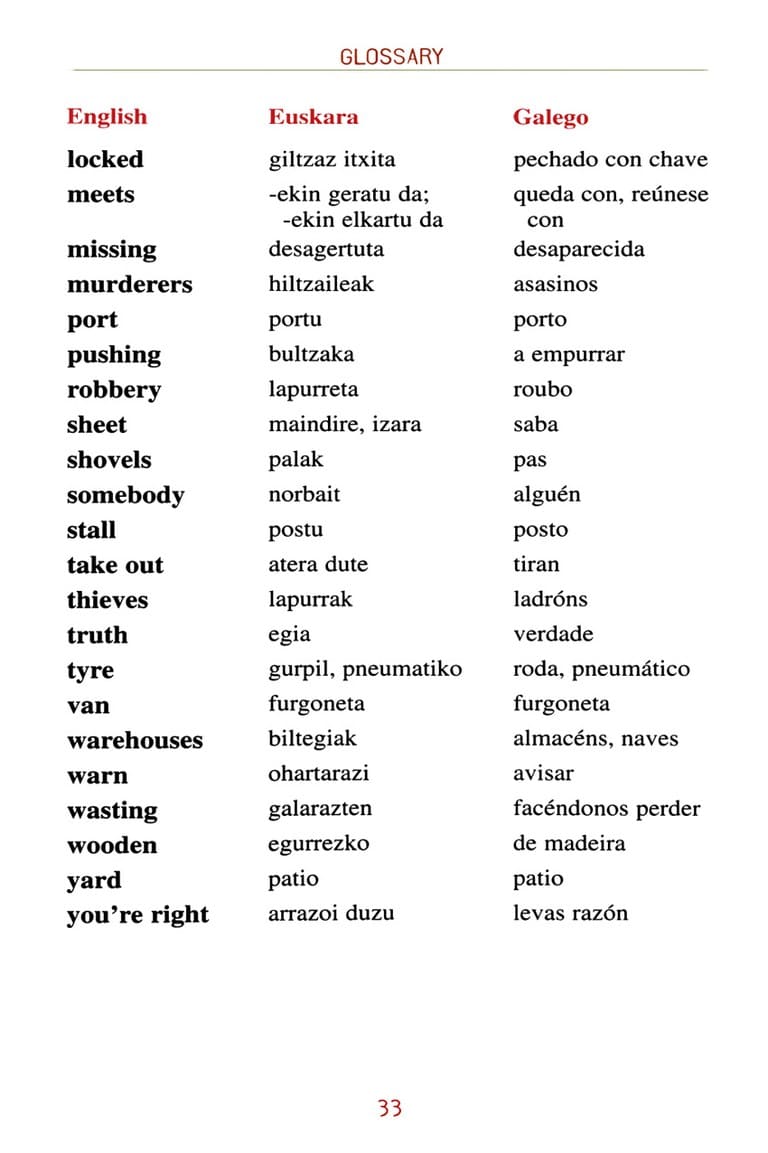 GLOSSARY
English Euskara Galego
locked giltzaz itxita pechado con chave
meets -ekin geratu da; queda con, reúnese
-ekin elkartu da con
missing desagertuta desaparecida
murderers hiltzaileak asasinos
port portu porto
pushing bultzaka a empurrar
robbery lapurreta roubo
sheet maindire, izara saba
shovels palak pas
somebody norbait alguén
stall postu posto
take out atera dute tiran
thieves lapurrak ladróns
truth egia verdade
tyre gurpil, pneumatiko roda, pneumático
van furgoneta furgoneta
warehouses biltegiak almacéns, naves
warn ohartarazi avisar
wasting galarazten facéndonos perder
wooden egurrezko de madeira
yard patio patio
you're right arrazoi duzu levas razón
33